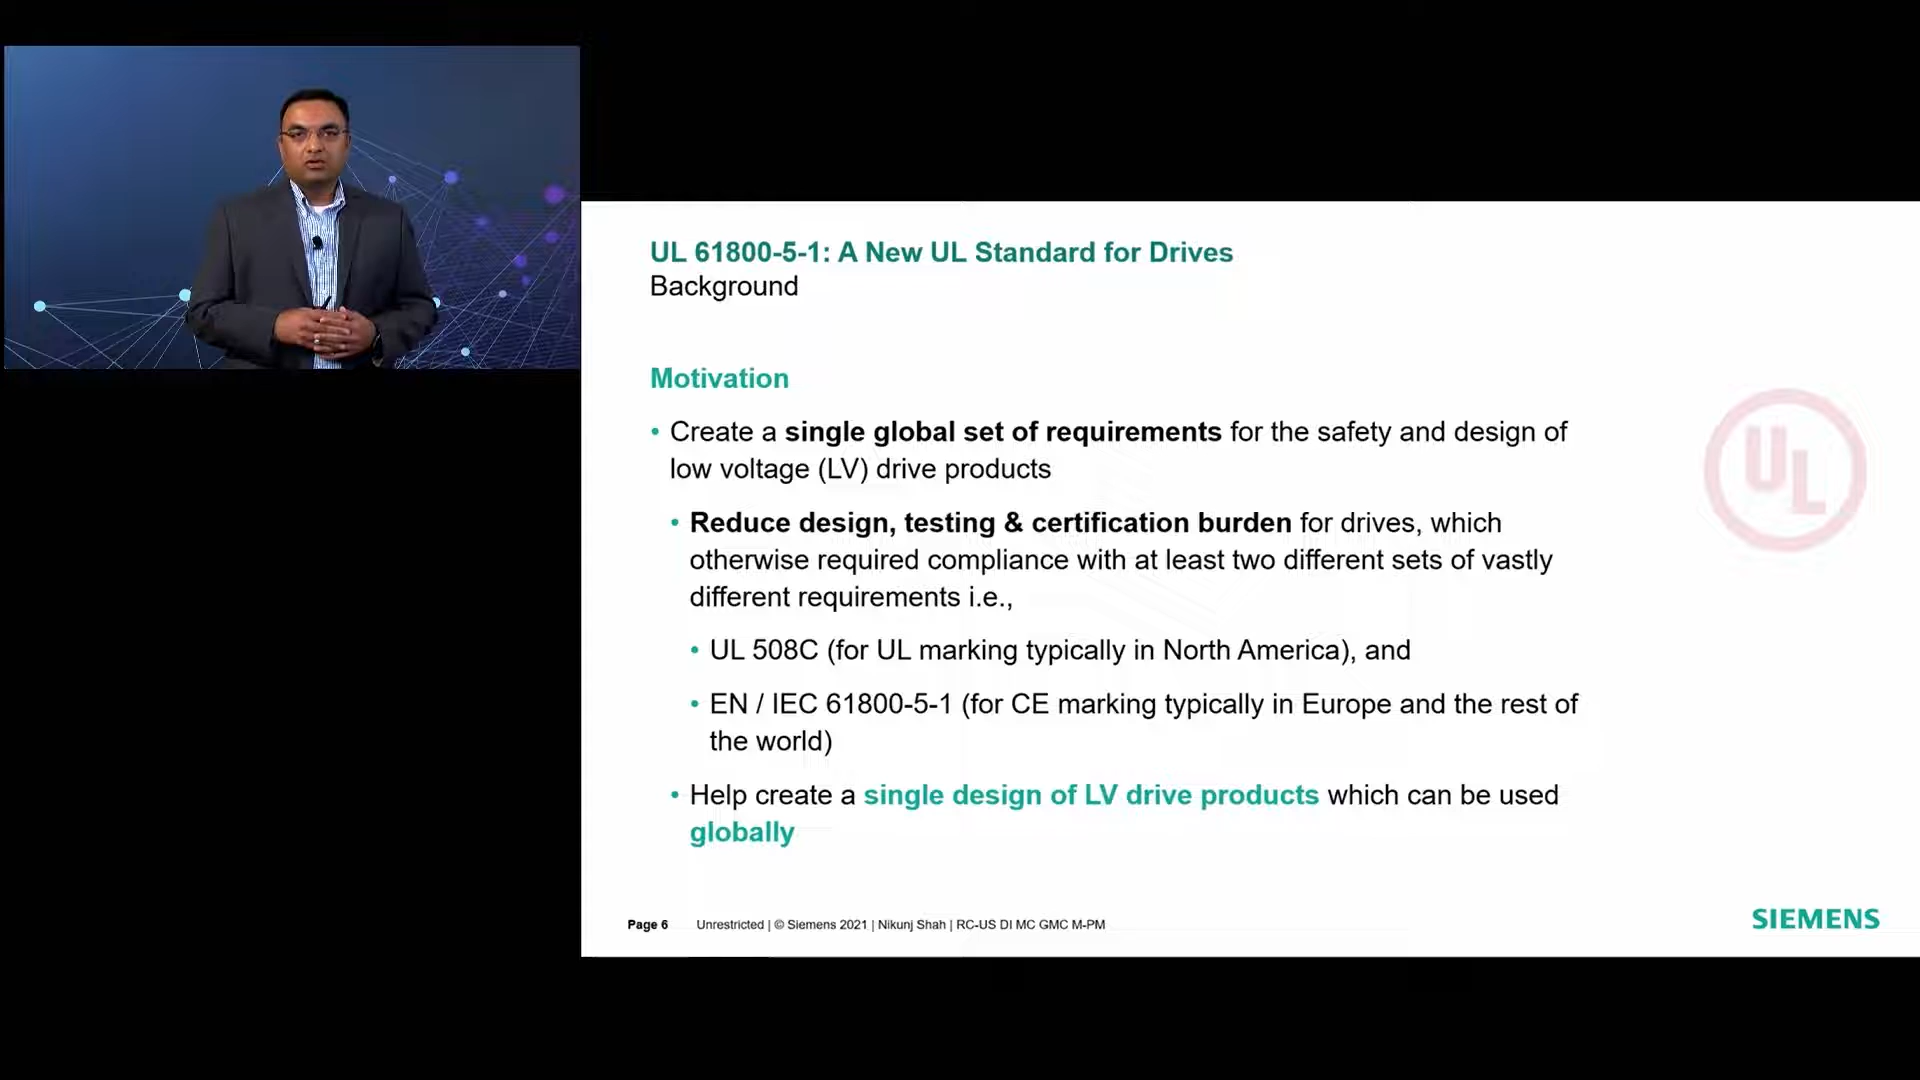 UL 61800-5-1: A New UL Standard for Drives
Background
Motivation
• Create a single global set of requirements for the safety and design of
low voltage (LV) drive products
• Reduce design, testing & certification burden for drives, which
otherwise required compliance with at least two different sets of vastly
different requirements i.e.,
• UL 508C (for UL marking typically in North America), and
• EN / IEC 61800-5-1 (for CE marking typically in Europe and the rest of
the world)
• Help create a single design of LV drive products which can be used
globally
UL
Page 6 Unrestricted | © Siemens 2021 | Nikunj Shah | RC-US DI MC GMC M-PM
SIEMENS